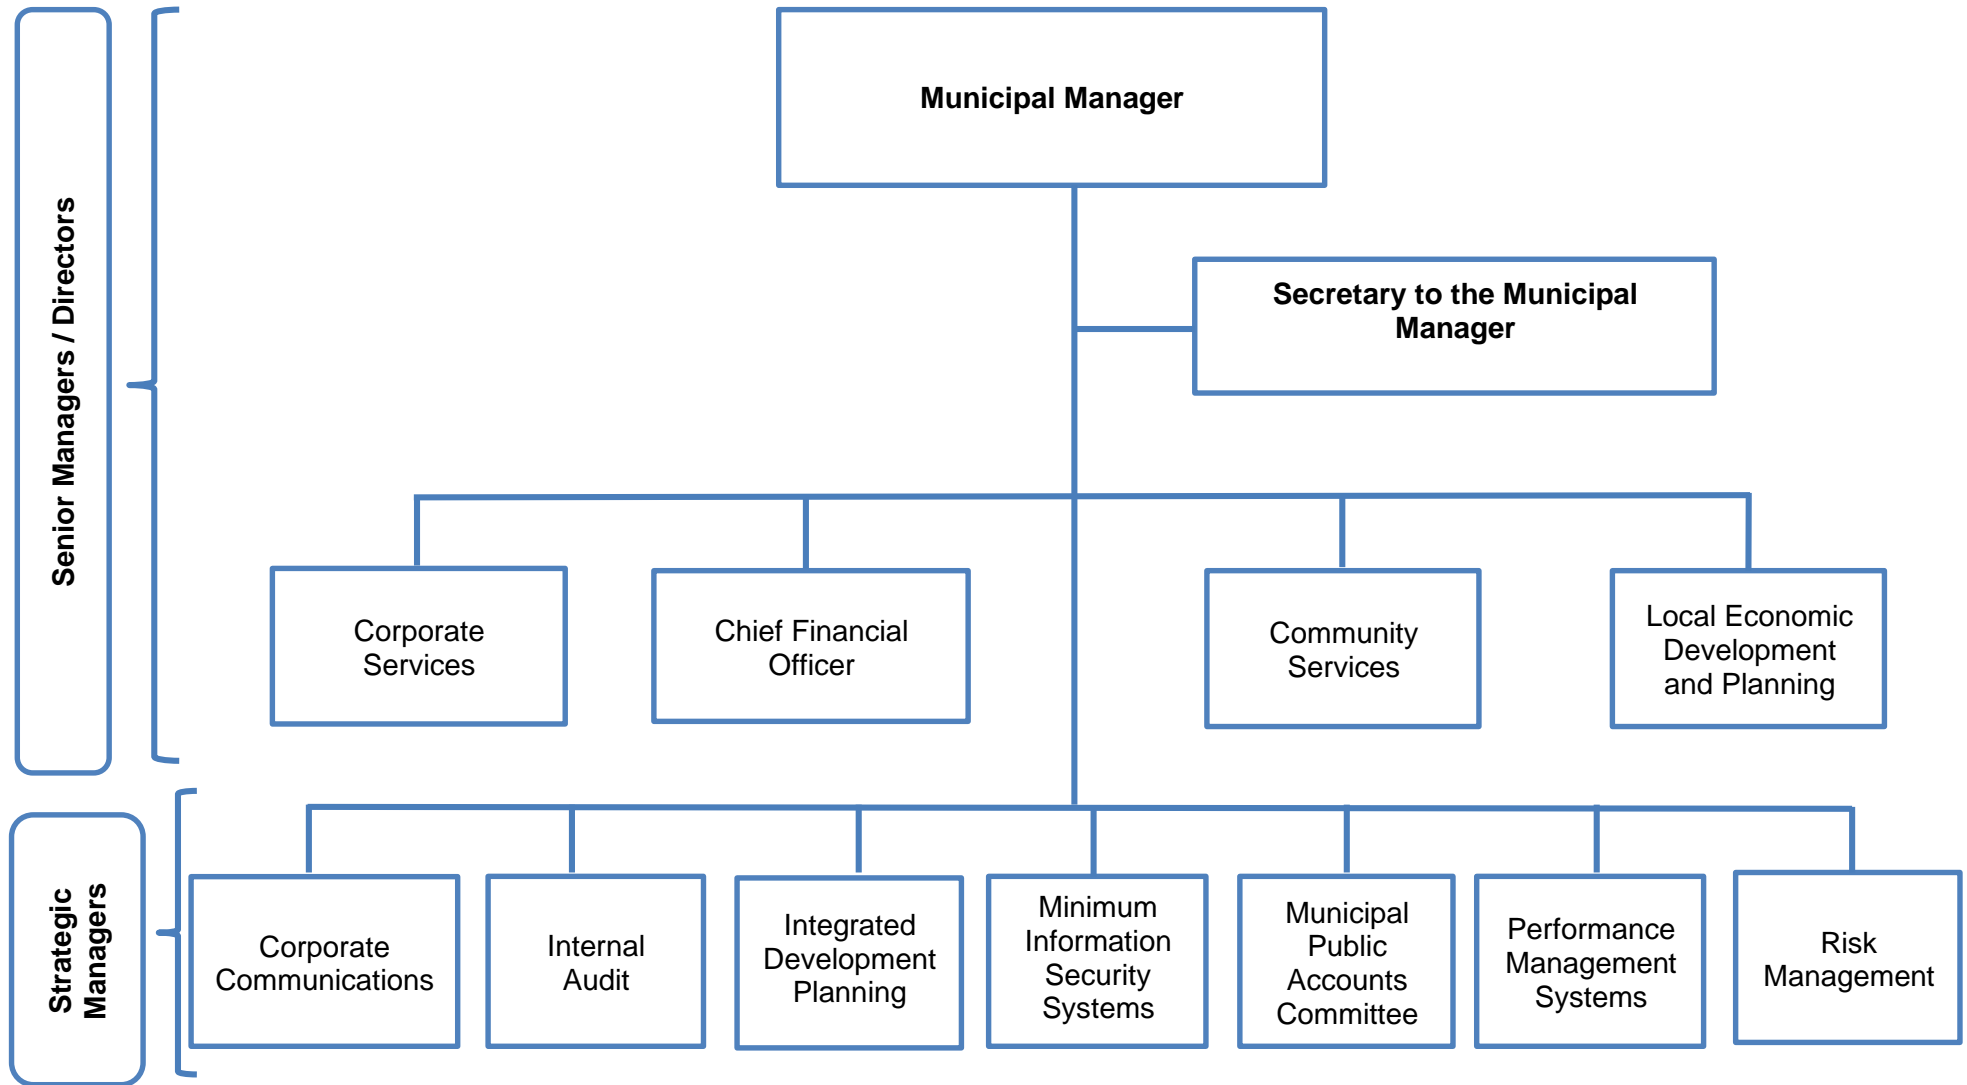 Senior Managers / Directors
Municipal Manager
Secretary to the Municipal
Manager
Corporate
Services
Chief Financial
Officer
Community
Services
Local Economic
Development
and Planning
Strategic
Managers
Corporate
Communications
Internal
Audit
Integrated
Development
Planning
Minimum
Information
Security
Systems
Municipal
Public
Accounts
Committee
Performance
Management
Systems
Risk
Management